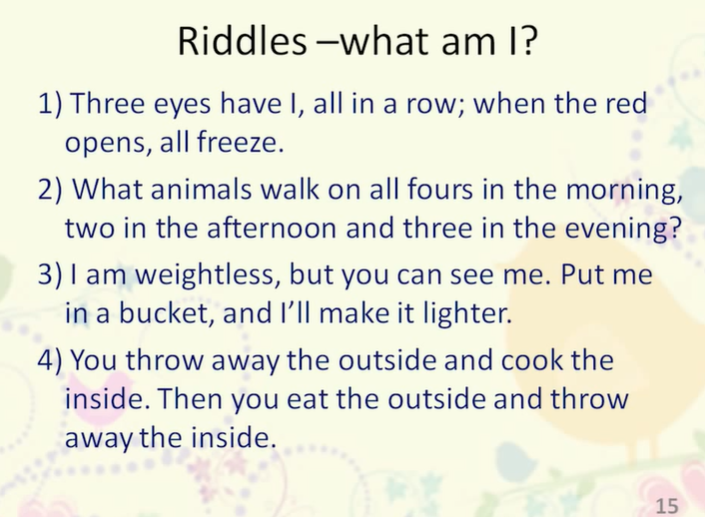 Riddles –what am I?
1) Three eyes have I, all in a row; when the red
opens, all freeze.
2) What animals walk on all fours in the morning,
two in the afternoon and three in the evening?
3) I am weightless, but you can see me. Put me
in a bucket, and I’ll make it lighter.
4) You throw away the outside and cook the
inside. Then you eat the outside and throw
away the inside.
15